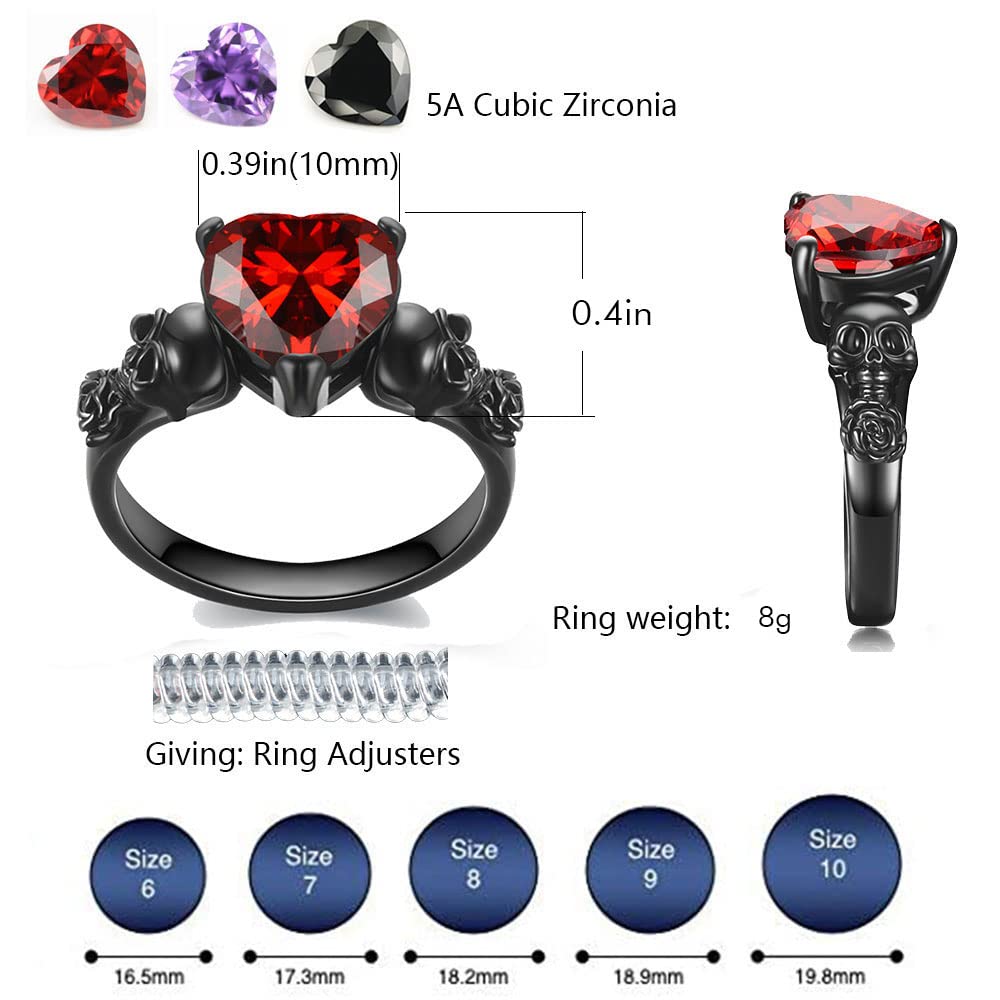 5A Cubic Zirconia
0.39in(10mm)
0.4in
Ring weight: 8g
Giving: Ring Adjusters
Size
6
Size
7
Size
8
Size
9
Size
10
16.5mm
17.3mm
18.2mm
18.9mm
19.8mm